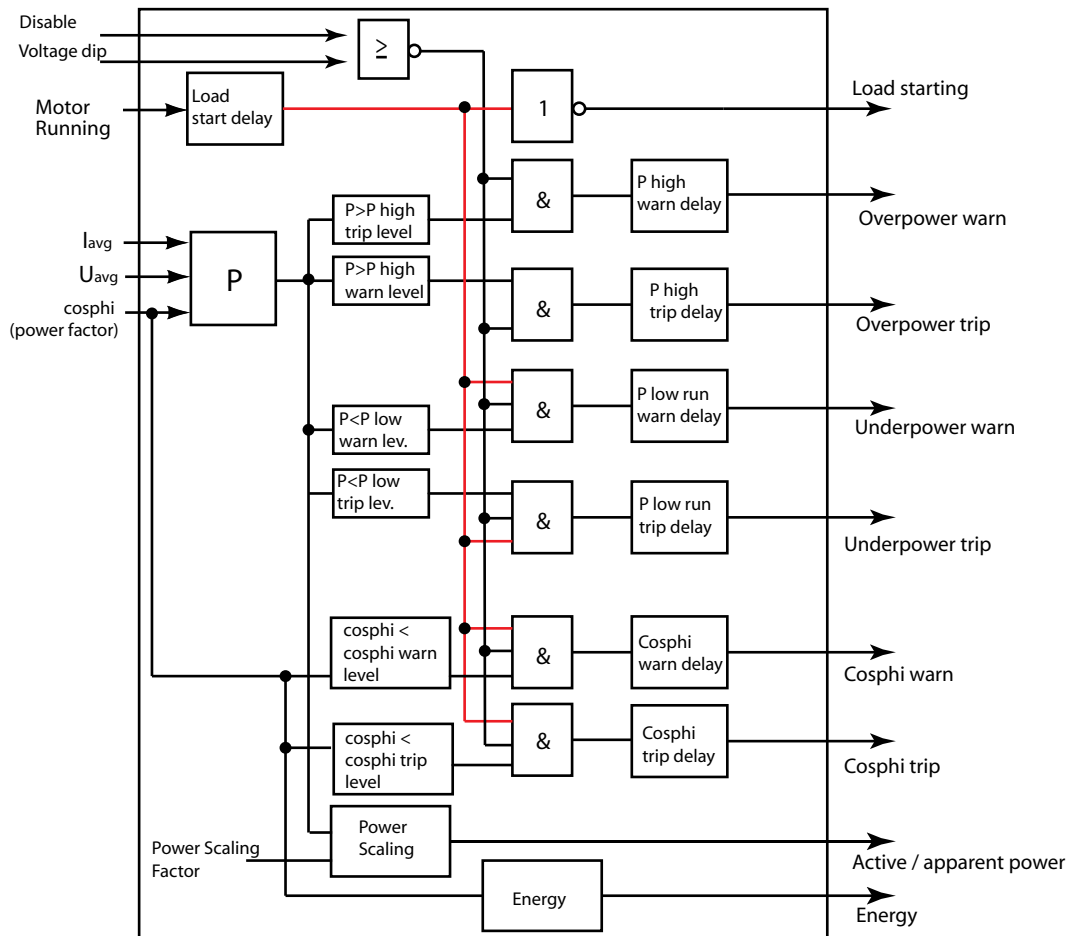 Disable
Voltage dip
≥
Motor
Running
Load
start delay
1
Load starting
P>P high
trip level
&
P high
warn delay
Overpower warn
Iavg
Uavg
cosphi
(power factor)
P
P>P high
warn level
&
P high
trip delay
Overpower trip
P<P low
warn lev.
&
P low run
warn delay
Underpower warn
P<P low
trip lev.
&
P low run
trip delay
Underpower trip
cosphi <
cosphi warn
level
&
Cosphi
warn delay
Cosphi warn
cosphi <
cosphi trip
level
&
Cosphi
trip delay
Cosphi trip
Power Scaling
Factor
Power
Scaling
Active / apparent power
Energy
Energy